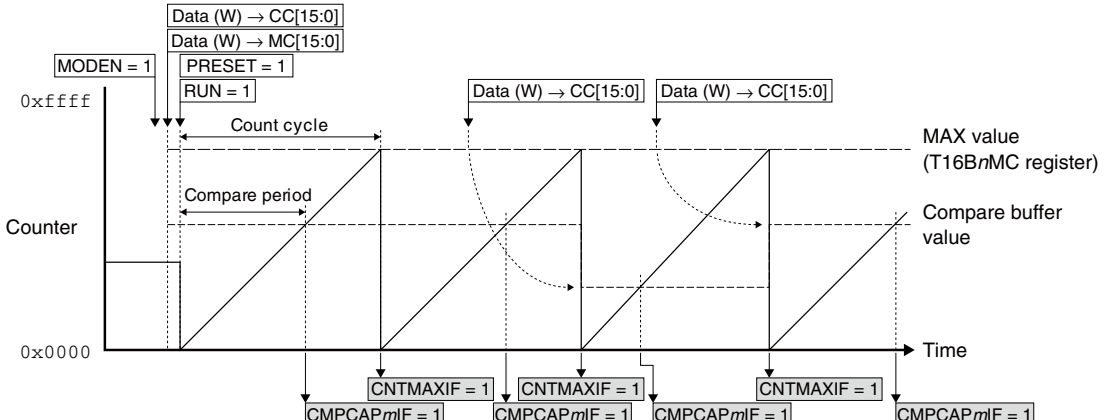 Data (W) → CC[15:0]
Data (W) → MC[15:0]
MODEN = 1
PRESET = 1
RUN = 1
Data (W) → CC[15:0]
Data (W) → CC[15:0]
0xffff
Count cycle
MAX value
(T16BnMC register)
Compare period
Compare buffer
value
Counter
0x0000
Time
CNTMAXIF = 1
CNTMAXIF = 1
CNTMAXIF = 1
CMPCAPmIF = 1
CMPCAPmIF = 1
CMPCAPmIF = 1
CMPCAPmIF = 1